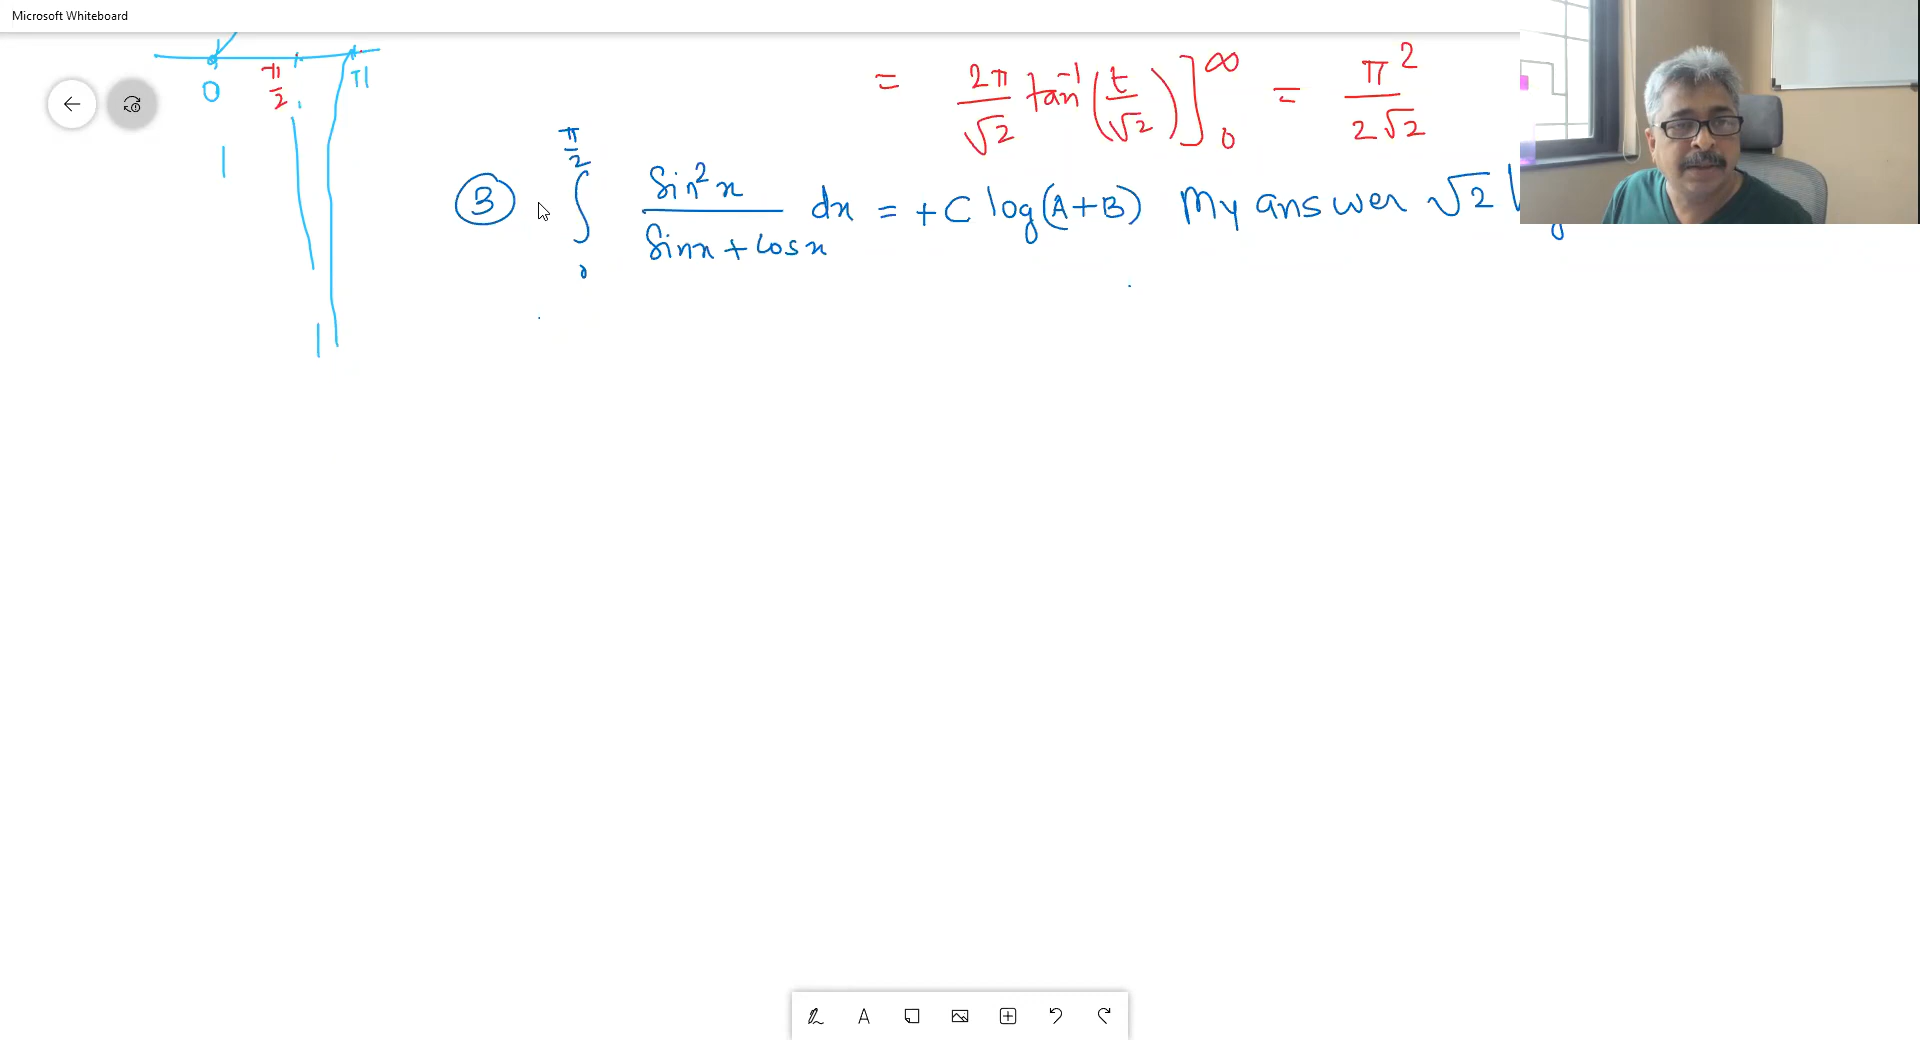 Microsoft Whiteboard
0 π/2 π
= 2π/√2 tan⁻¹(t/√2)]₀^∞ = π²/2√2
③ ∫₀^(π/2) Sin²x / Sinx + Cosx dx = +C log(A+B) My answer √2
A